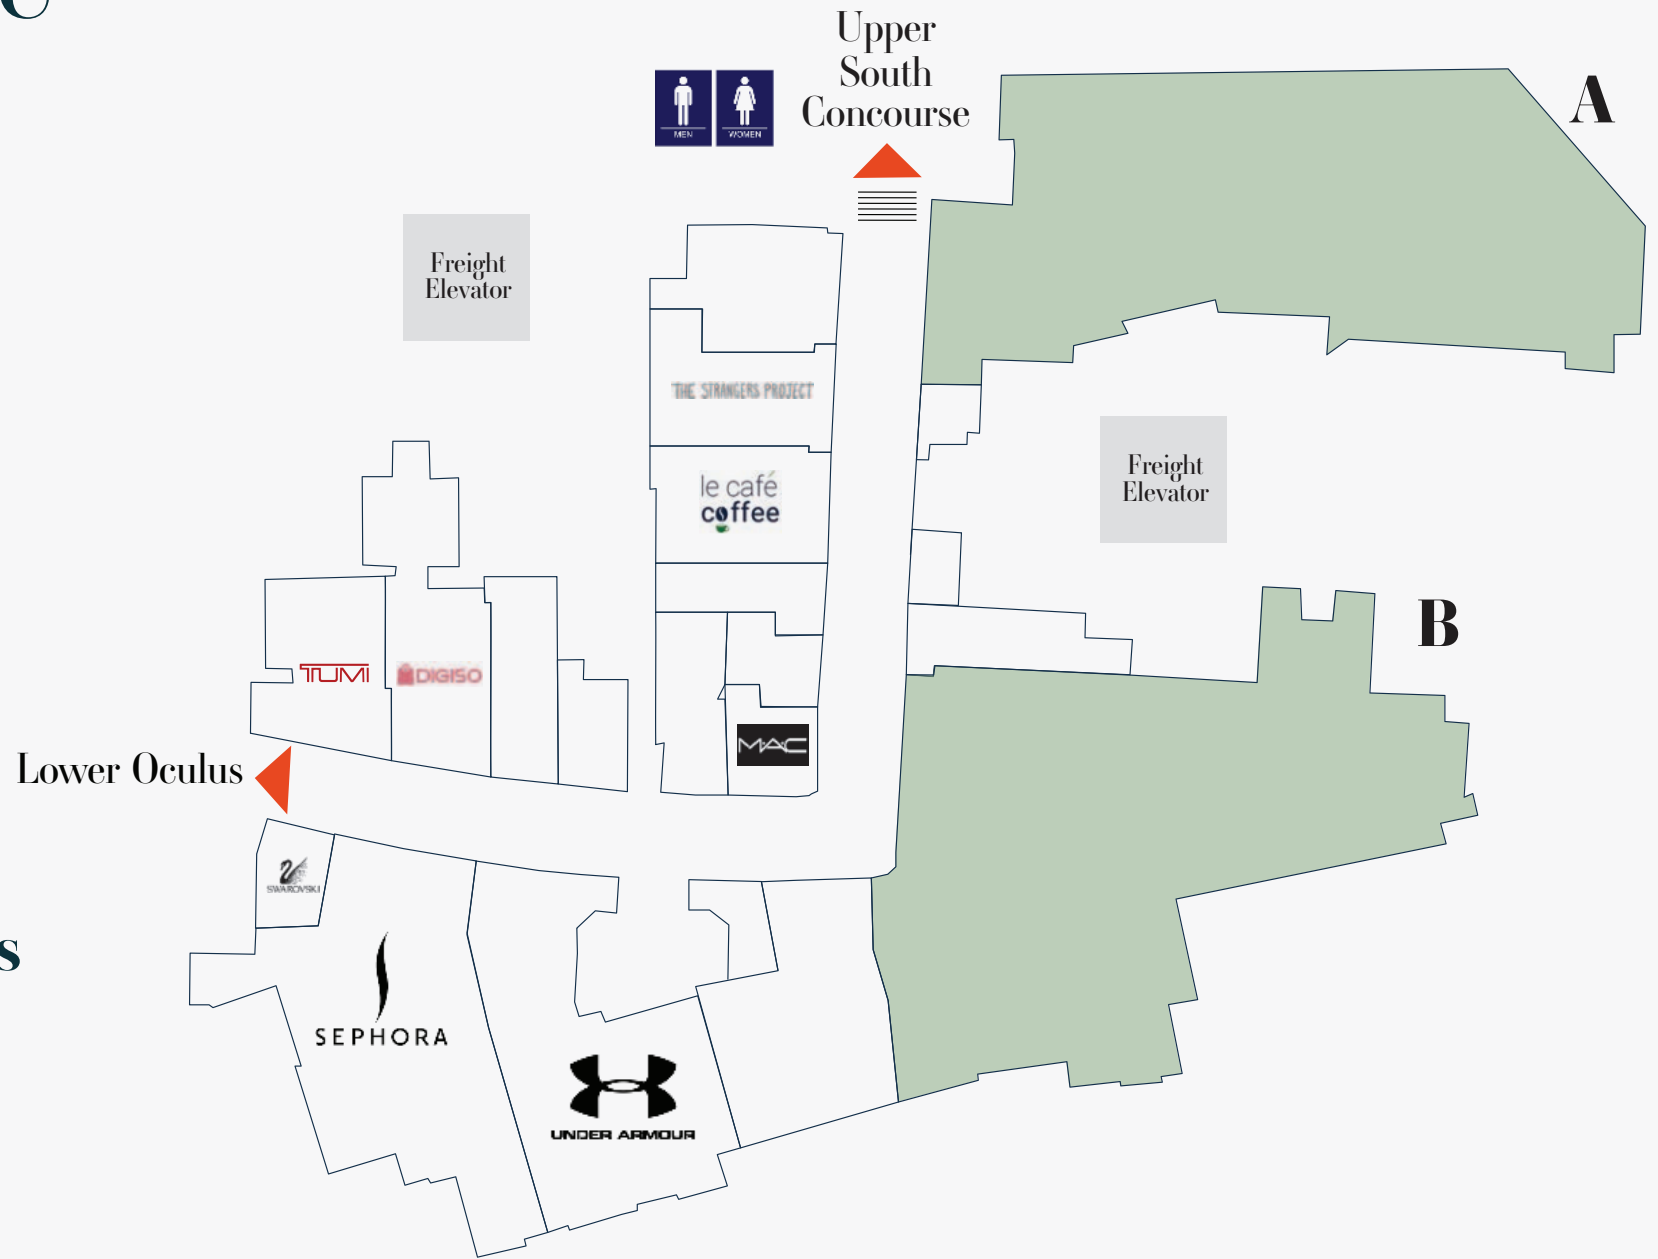 Upper
South
Concourse
MEN
WOMEN
A
Freight
Elevator
THE STRANGERS PROJECT
le café
coffee
Freight
Elevator
B
TUMI
DIGISO
MAC
Lower Oculus
SWAROVSKI
s
SEPHORA
UNDER ARMOUR